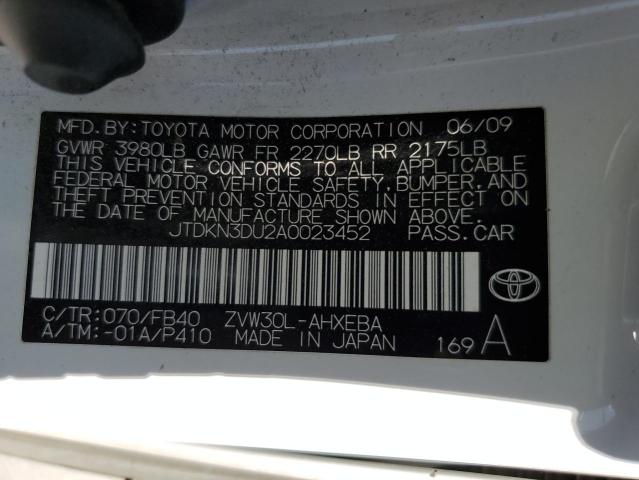 MFD.BY:TOYOTA MOTOR CORPORATION 06/09
GVWR 3980LB GAWR FR 2270LB RR 2175LB
THIS VEHICLE CONFORMS TO ALL APPLICABLE
FEDERAL MOTOR VEHICLE SAFETY,BUMPER,AND
THEFT PREVENTION STANDARDS IN EFFECT ON
THE DATE OF MANUFACTURE SHOWN ABOVE.
JTDKN3DU2A0023452 PASS.CAR
C/TR:070/FB40 ZVW30L-AHXEBA
A/TM:-01A/P410 MADE IN JAPAN 169A